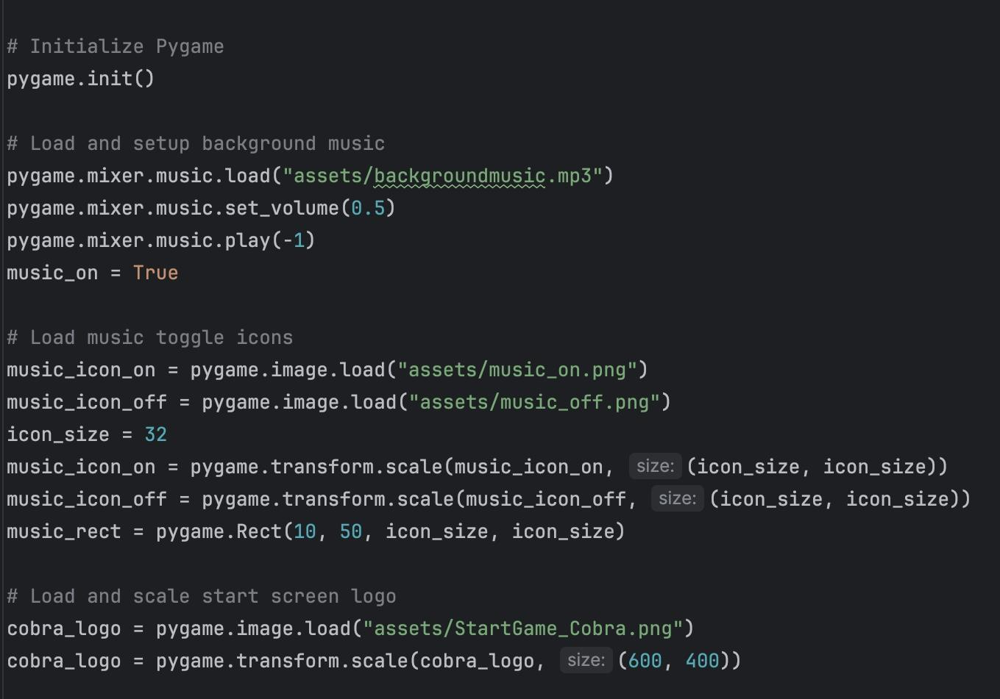 # Initialize Pygame
pygame.init()
# Load and setup background music
pygame.mixer.music.load("assets/backgroundmusic.mp3")
pygame.mixer.music.set_volume(0.5)
pygame.mixer.music.play(-1)
music_on = True
# Load music toggle icons
music_icon_on = pygame.image.load("assets/music_on.png")
music_icon_off = pygame.image.load("assets/music_off.png")
icon_size = 32
music_icon_on = pygame.transform.scale(music_icon_on, size: (icon_size, icon_size))
music_icon_off = pygame.transform.scale(music_icon_off, size: (icon_size, icon_size))
music_rect = pygame.Rect(10, 50, icon_size, icon_size)
# Load and scale start screen logo
cobra_logo = pygame.image.load("assets/StartGame_Cobra.png")
cobra_logo = pygame.transform.scale(cobra_logo, size: (600, 400))